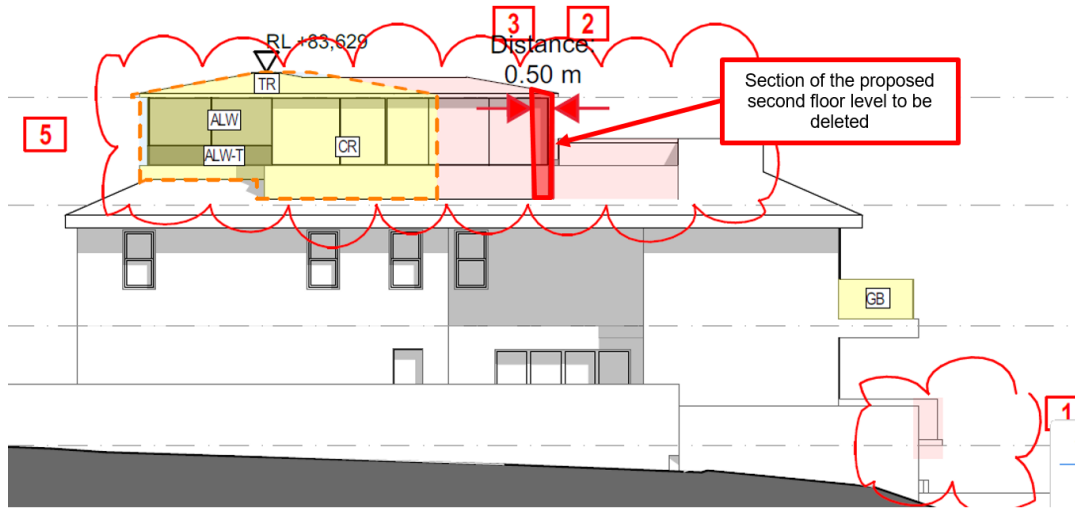 3
2
RL +83,629
Distance:
0.50 m
Section of the proposed
second floor level to be
deleted
TR
5
ALW
ALW-T
CR
GB
1